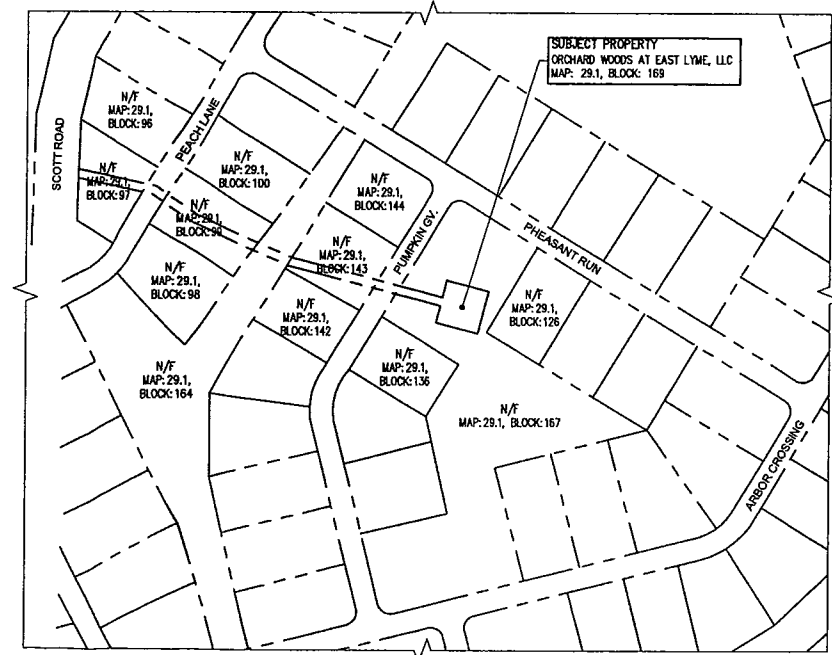 SUBJECT PROPERTY
ORCHARD WOODS AT EAST LYME, LLC
MAP: 29.1, BLOCK: 169
SCOTT ROAD
N/F
MAP: 29.1,
BLOCK: 96
PEACH LANE
N/F
MAP: 29.1,
BLOCK: 97
N/F
MAP: 29.1,
BLOCK: 100
N/F
MAP: 29.1,
BLOCK: 99
N/F
MAP: 29.1,
BLOCK: 98
N/F
MAP: 29.1,
BLOCK: 144
N/F
MAP: 29.1,
BLOCK: 143
PUMPKIN GV.
PHEASANT RUN
N/F
MAP: 29.1,
BLOCK: 126
N/F
MAP: 29.1,
BLOCK: 142
N/F
MAP: 29.1,
BLOCK: 136
N/F
MAP: 29.1,
BLOCK: 164
N/F
MAP: 29.1, BLOCK: 167
ARBOR CROSSING